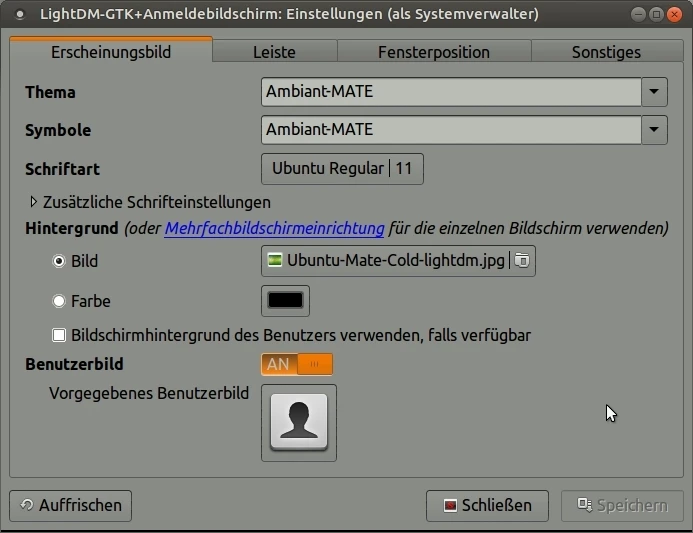 LightDM-GTK+Anmeldebildschirm: Einstellungen (als Systemverwalter)
Erscheinungsbild Leiste Fensterposition Sonstiges
Thema Ambiant-MATE
Symbole Ambiant-MATE
Schriftart Ubuntu Regular 11
Zusätzliche Schrifteinstellungen
Hintergrund (oder Mehrfachbildschirmeinrichtung für die einzelnen Bildschirm verwenden)
Bild Ubuntu-Mate-Cold-lightdm.jpg
Farbe
Bildschirmhintergrund des Benutzers verwenden, falls verfügbar
Benutzerbild AN
Vorgegebenes Benutzerbild
Auffrischen Schließen Speichern